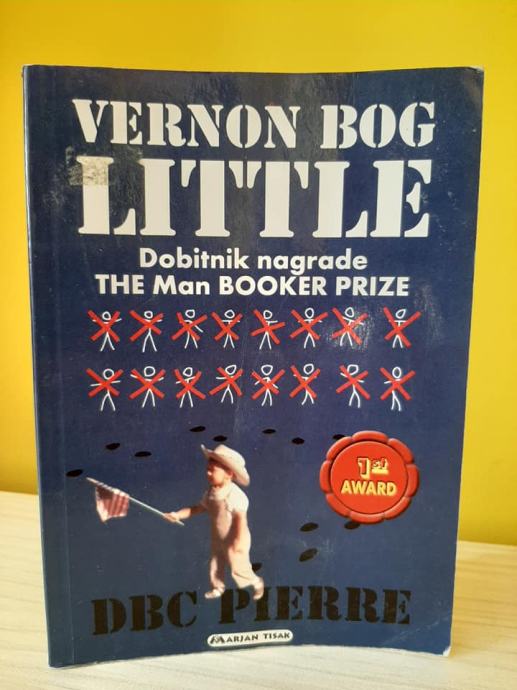 VERNON BOG
LITTLE
Dobitnik nagrade
THE Man BOOKER PRIZE
1st
AWARD
DBC PIERRE
MARJAN TISAK